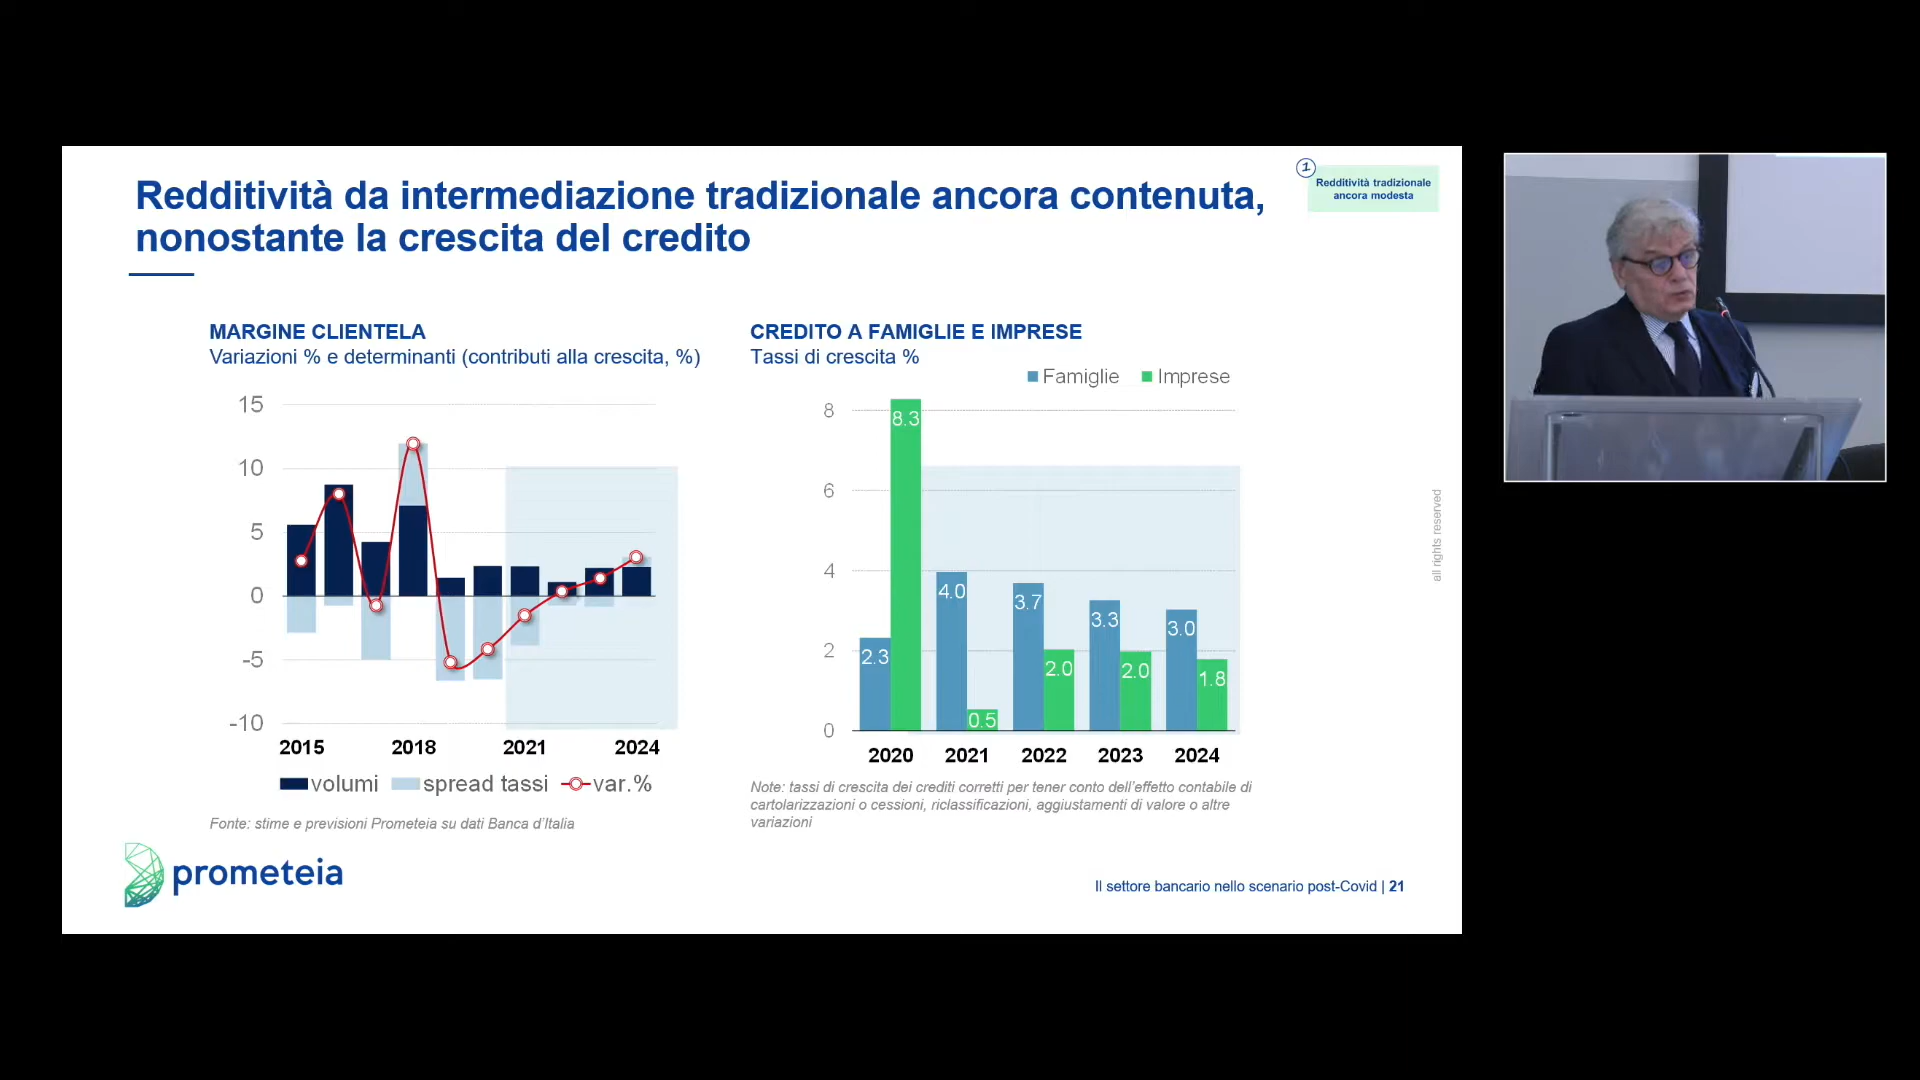 Redditività da intermediazione tradizionale ancora contenuta,
nonostante la crescita del credito
1
Redditività tradizionale
ancora modesta
MARGINE CLIENTELA
Variazioni % e determinanti (contributi alla crescita, %)
15
10
5
0
-5
-10
2015 2018 2021 2024
volumi spread tassi var.%
Fonte: stime e previsioni Prometeia su dati Banca d'Italia
CREDITO A FAMIGLIE E IMPRESE
Tassi di crescita %
Famiglie Imprese
8
6
4
2
0
2.3 8.3 4.0 0.5 3.7 2.0 3.3 2.0 3.0 1.8
2020 2021 2022 2023 2024
Note: tassi di crescita dei crediti corretti per tener conto dell'effetto contabile di
cartolarizzazioni o cessioni, riclassificazioni, aggiustamenti di valore o altre
variazioni
all rights reserved
prometeia
Il settore bancario nello scenario post-Covid | 21